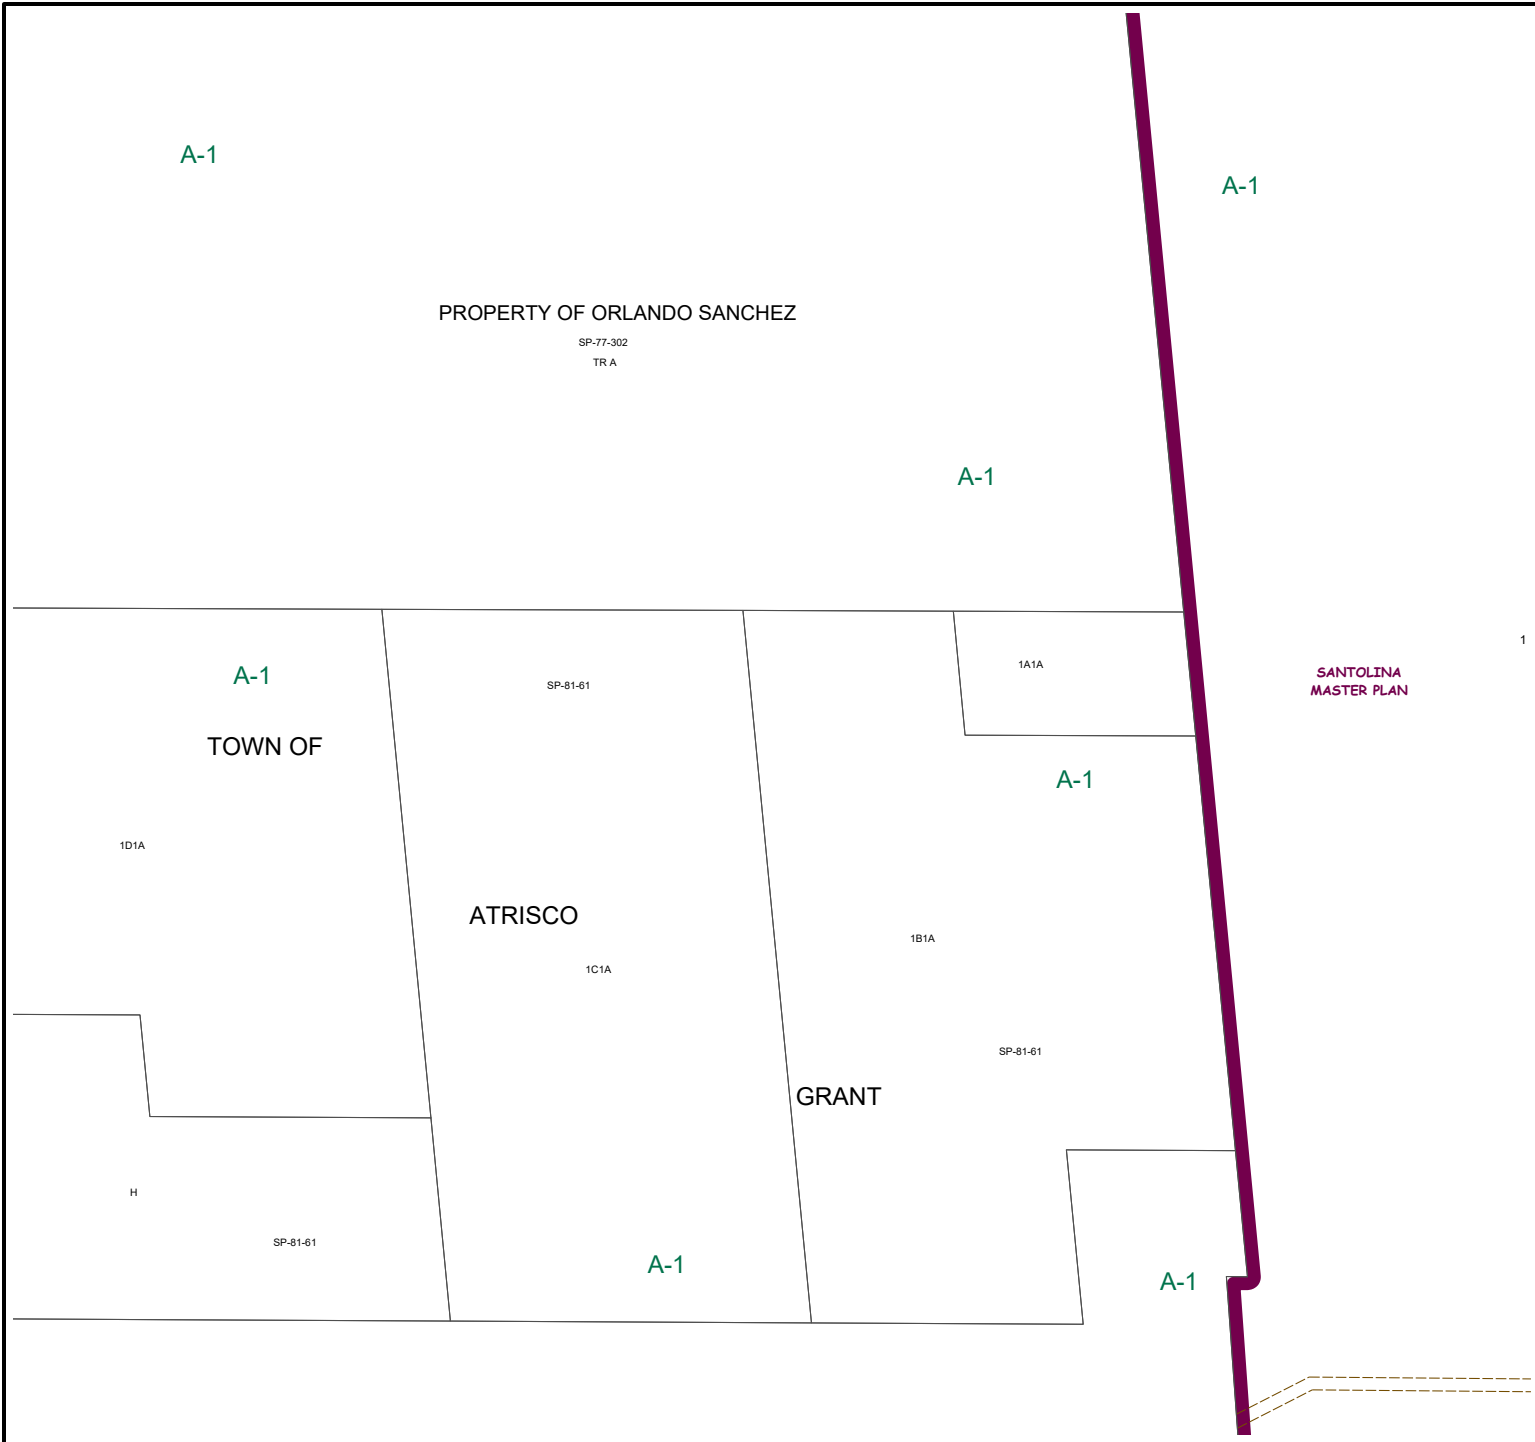 A-1
A-1
PROPERTY OF ORLANDO SANCHEZ
SP-77-302
TR A
A-1
1
1A1A
SANTOLINA
MASTER PLAN
A-1
SP-81-61
TOWN OF
A-1
1D1A
ATRISCO
1B1A
1C1A
SP-81-61
GRANT
H
SP-81-61
A-1
A-1